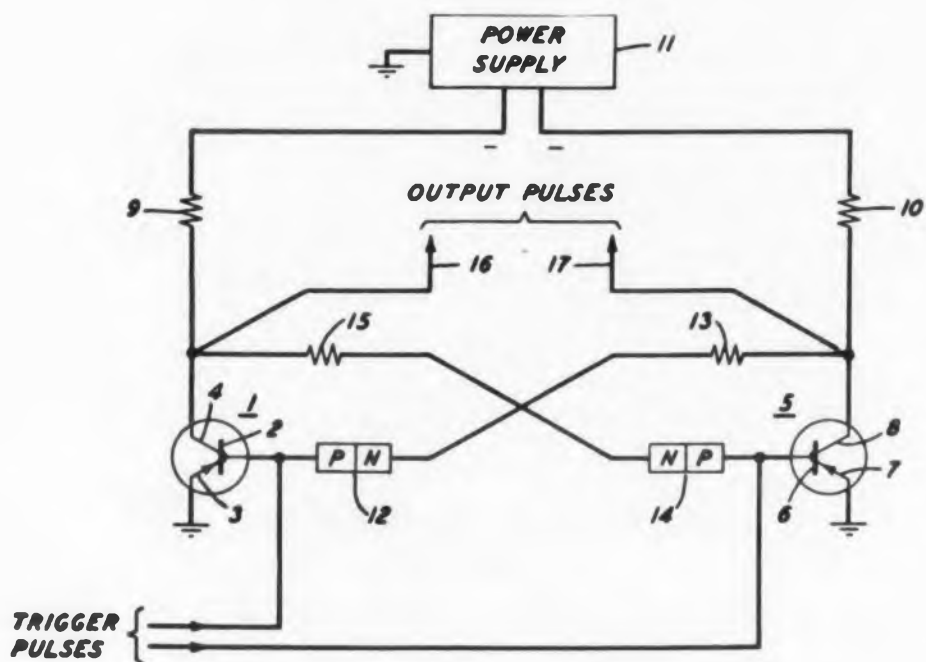 POWER
SUPPLY
11
- -
9
OUTPUT PULSES
10
16
17
15
13
4
1
2
P N
N P
5
8
3
12
14
6
7
TRIGGER
PULSES